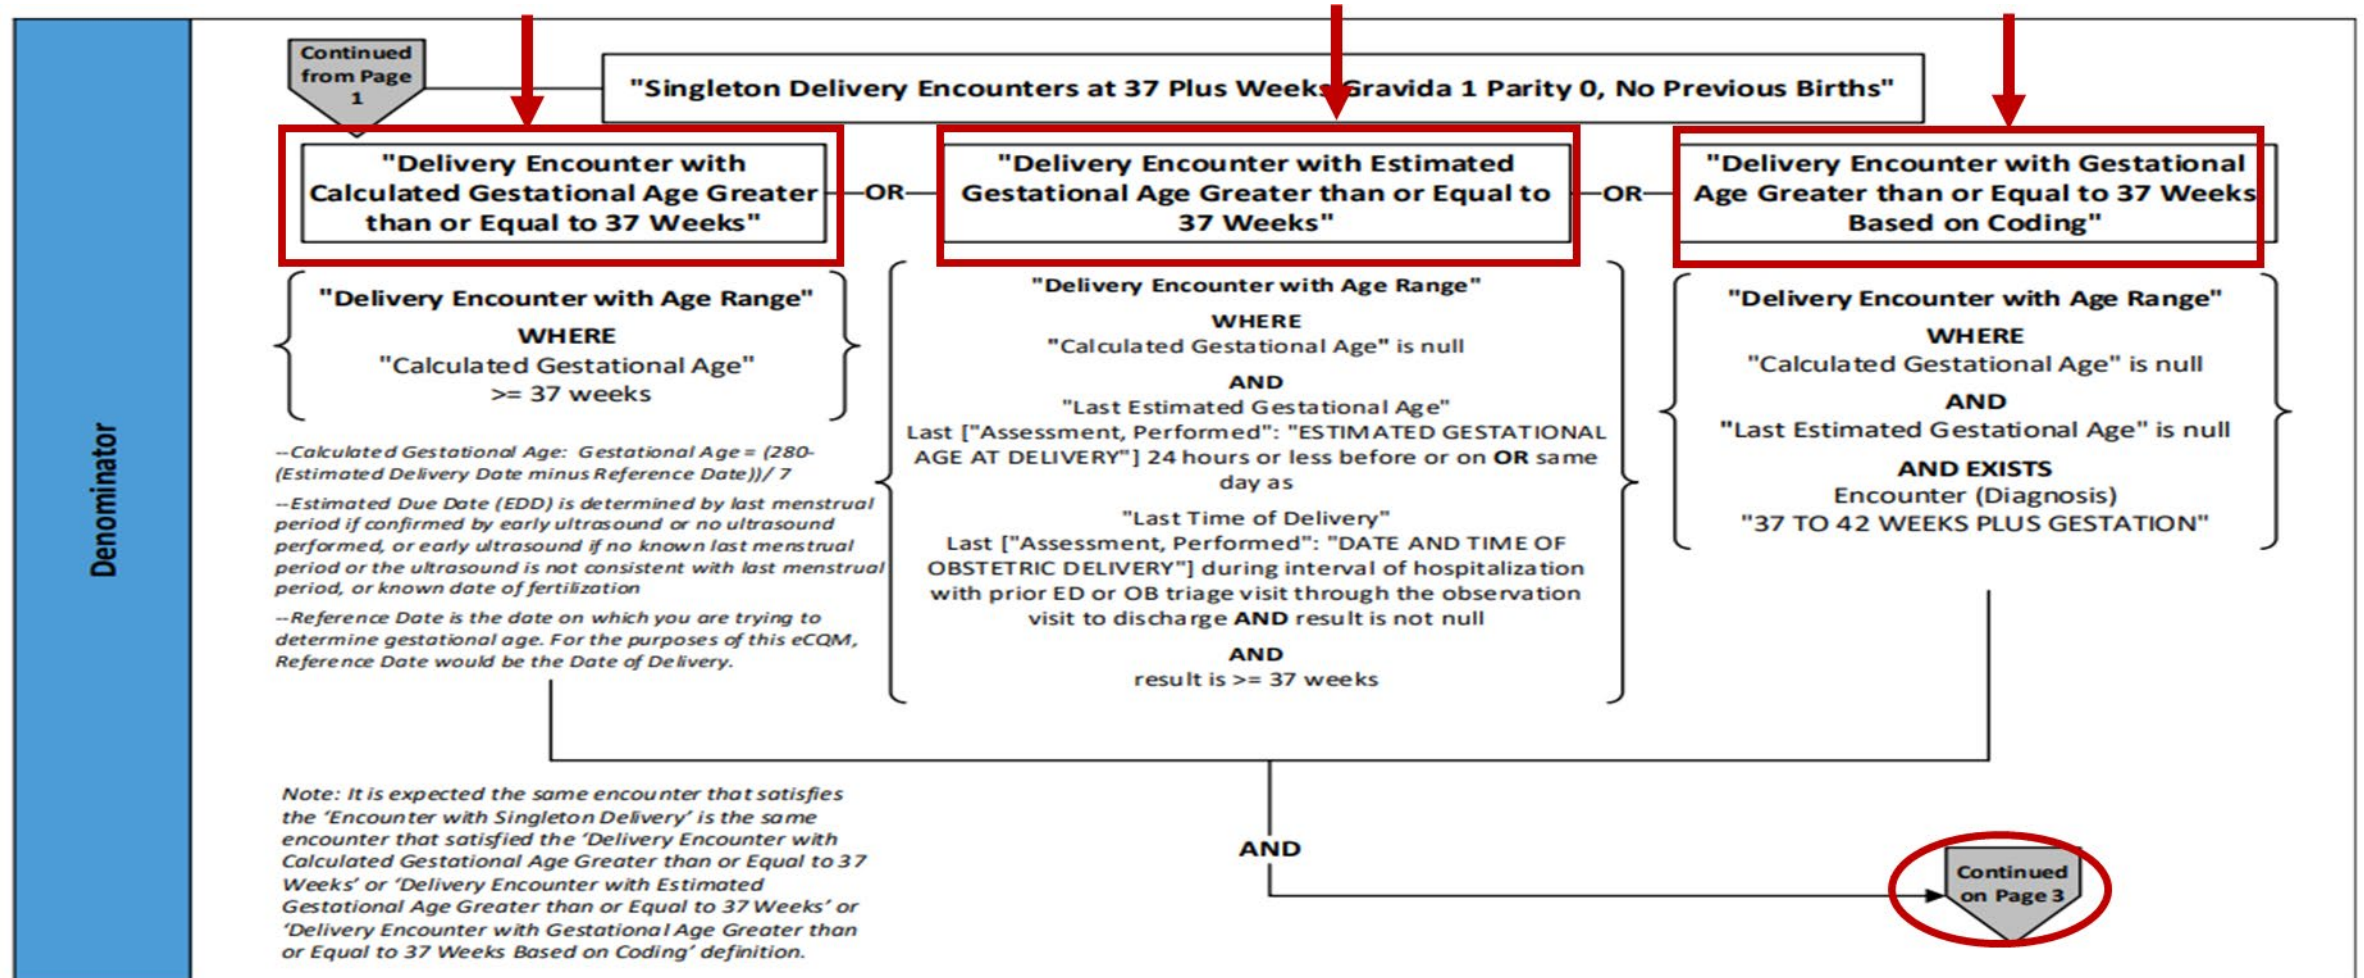 Denominator
Continued
from Page
1
"Singleton Delivery Encounters at 37 Plus Weeks Gravida 1 Parity 0, No Previous Births"
"Delivery Encounter with
Calculated Gestational Age Greater
than or Equal to 37 Weeks"
OR
"Delivery Encounter with Estimated
Gestational Age Greater than or Equal to
37 Weeks"
OR
"Delivery Encounter with Gestational
Age Greater than or Equal to 37 Weeks
Based on Coding"
"Delivery Encounter with Age Range"
WHERE
"Calculated Gestational Age"
>= 37 weeks
--Calculated Gestational Age: Gestational Age = (280-
(Estimated Delivery Date minus Reference Date))/ 7
--Estimated Due Date (EDD) is determined by last menstrual
period if confirmed by early ultrasound or no ultrasound
performed, or early ultrasound if no known last menstrual
period or the ultrasound is not consistent with last menstrual
period, or known date of fertilization
--Reference Date is the date on which you are trying to
determine gestational age. For the purposes of this eCQM,
Reference Date would be the Date of Delivery.
"Delivery Encounter with Age Range"
WHERE
"Calculated Gestational Age" is null
AND
"Last Estimated Gestational Age"
Last ["Assessment, Performed": "ESTIMATED GESTATIONAL
AGE AT DELIVERY"] 24 hours or less before or on OR same
day as
"Last Time of Delivery"
Last ["Assessment, Performed": "DATE AND TIME OF
OBSTETRIC DELIVERY"] during interval of hospitalization
with prior ED or OB triage visit through the observation
visit to discharge AND result is not null
AND
result is >= 37 weeks
"Delivery Encounter with Age Range"
WHERE
"Calculated Gestational Age" is null
AND
"Last Estimated Gestational Age" is null
AND EXISTS
Encounter (Diagnosis)
"37 TO 42 WEEKS PLUS GESTATION"
Note: It is expected the same encounter that satisfies
the ‘Encounter with Singleton Delivery’ is the same
encounter that satisfied the ‘Delivery Encounter with
Calculated Gestational Age Greater than or Equal to 37
Weeks’ or ‘Delivery Encounter with Estimated
Gestational Age Greater than or Equal to 37 Weeks’ or
‘Delivery Encounter with Gestational Age Greater than
or Equal to 37 Weeks Based on Coding’ definition.
AND
Continued
on Page 3